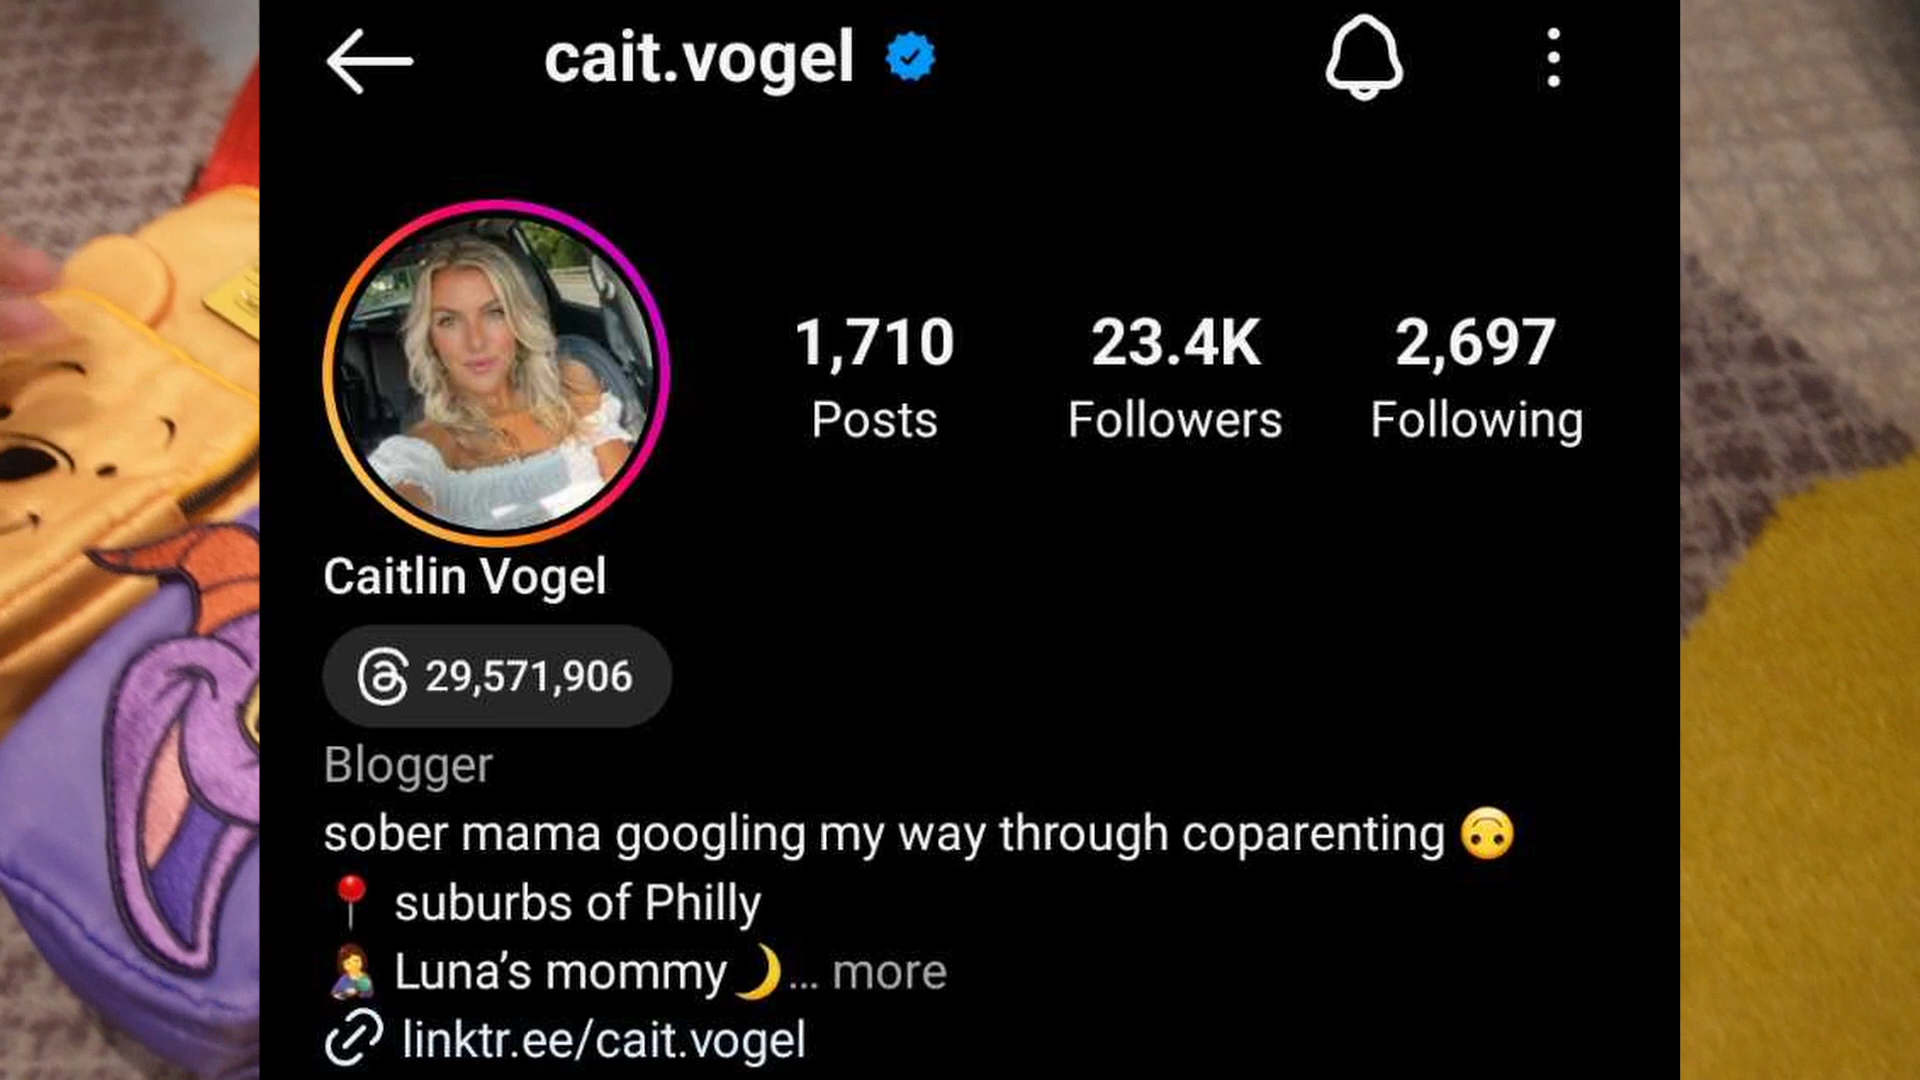 cait.vogel
1,710 23.4K 2,697
Posts Followers Following
Caitlin Vogel
29,571,906
Blogger
sober mama googling my way through coparenting 🙃
📍 suburbs of Philly
🤱 Luna’s mommy 🌙... more
linktr.ee/cait.vogel